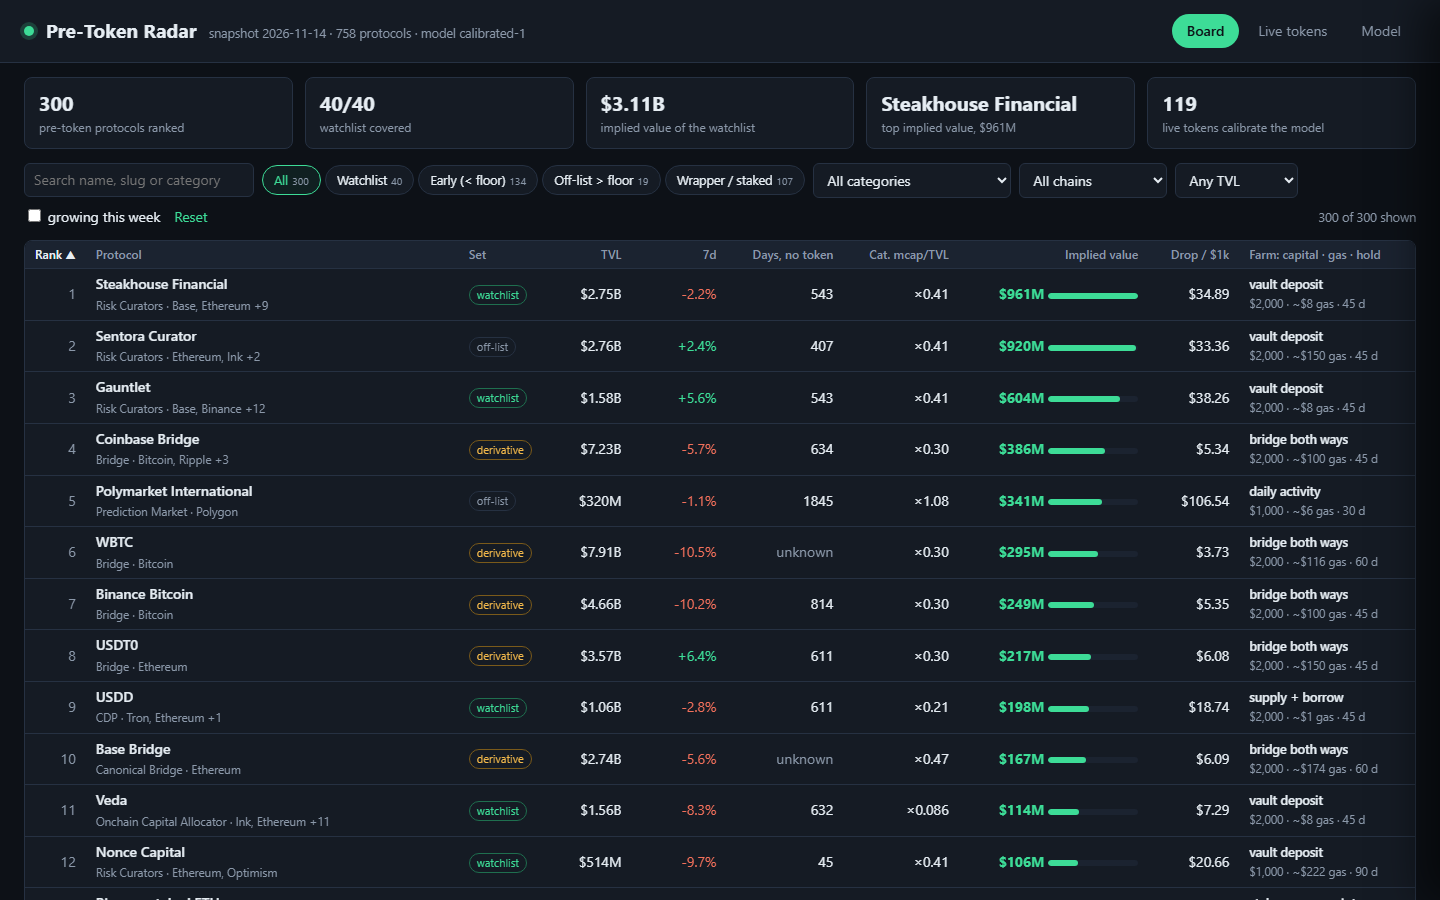 Pre-Token Radar snapshot 2026-11-14 · 758 protocols · model calibrated-1 Board Live tokens Model
300 40/40 $3.11B Steakhouse Financial 119
pre-token protocols ranked watchlist covered implied value of the watchlist top implied value, $961M live tokens calibrate the model
Search name, slug or category All 300 Watchlist 40 Early (< floor) 134 Off-list > floor 19 Wrapper / staked 107 All categories All chains Any TVL
growing this week Reset 300 of 300 shown
Rank ▲ Protocol Set TVL 7d Days, no token Cat. mcap/TVL Implied value Drop / $1k Farm: capital · gas · hold
1 Steakhouse Financial watchlist $2.75B -2.2% 543 ×0.41 $961M $34.89 vault deposit
Risk Curators · Base, Ethereum +9 $2,000 · ~$8 gas · 45 d
2 Sentora Curator off-list $2.76B +2.4% 407 ×0.41 $920M $33.36 vault deposit
Risk Curators · Ethereum, Ink +2 $2,000 · ~$150 gas · 45 d
3 Gauntlet watchlist $1.58B +5.6% 543 ×0.41 $604M $38.26 vault deposit
Risk Curators · Base, Binance +12 $2,000 · ~$8 gas · 45 d
4 Coinbase Bridge derivative $7.23B -5.7% 634 ×0.30 $386M $5.34 bridge both ways
Bridge · Bitcoin, Ripple +3 $2,000 · ~$100 gas · 45 d
5 Polymarket International off-list $320M -1.1% 1845 ×1.08 $341M $106.54 daily activity
Prediction Market · Polygon $1,000 · ~$6 gas · 30 d
6 WBTC derivative $7.91B -10.5% unknown ×0.30 $295M $3.73 bridge both ways
Bridge · Bitcoin $2,000 · ~$116 gas · 60 d
7 Binance Bitcoin derivative $4.66B -10.2% 814 ×0.30 $249M $5.35 bridge both ways
Bridge · Bitcoin $2,000 · ~$100 gas · 45 d
8 USDT0 derivative $3.57B +6.4% 611 ×0.30 $217M $6.08 bridge both ways
Bridge · Ethereum $2,000 · ~$150 gas · 45 d
9 USDD watchlist $1.06B -2.8% 611 ×0.21 $198M $18.74 supply + borrow
CDP · Tron, Ethereum +1 $2,000 · ~$1 gas · 45 d
10 Base Bridge derivative $2.74B -5.6% unknown ×0.47 $167M $6.09 bridge both ways
Canonical Bridge · Ethereum $2,000 · ~$174 gas · 60 d
11 Veda watchlist $1.56B -8.3% 632 ×0.086 $114M $7.29 vault deposit
Onchain Capital Allocator · Ink, Ethereum +11 $2,000 · ~$8 gas · 45 d
12 Nonce Capital watchlist $514M -9.7% 45 ×0.41 $106M $20.66 vault deposit
Risk Curators · Ethereum, Optimism $1,000 · ~$222 gas · 90 d